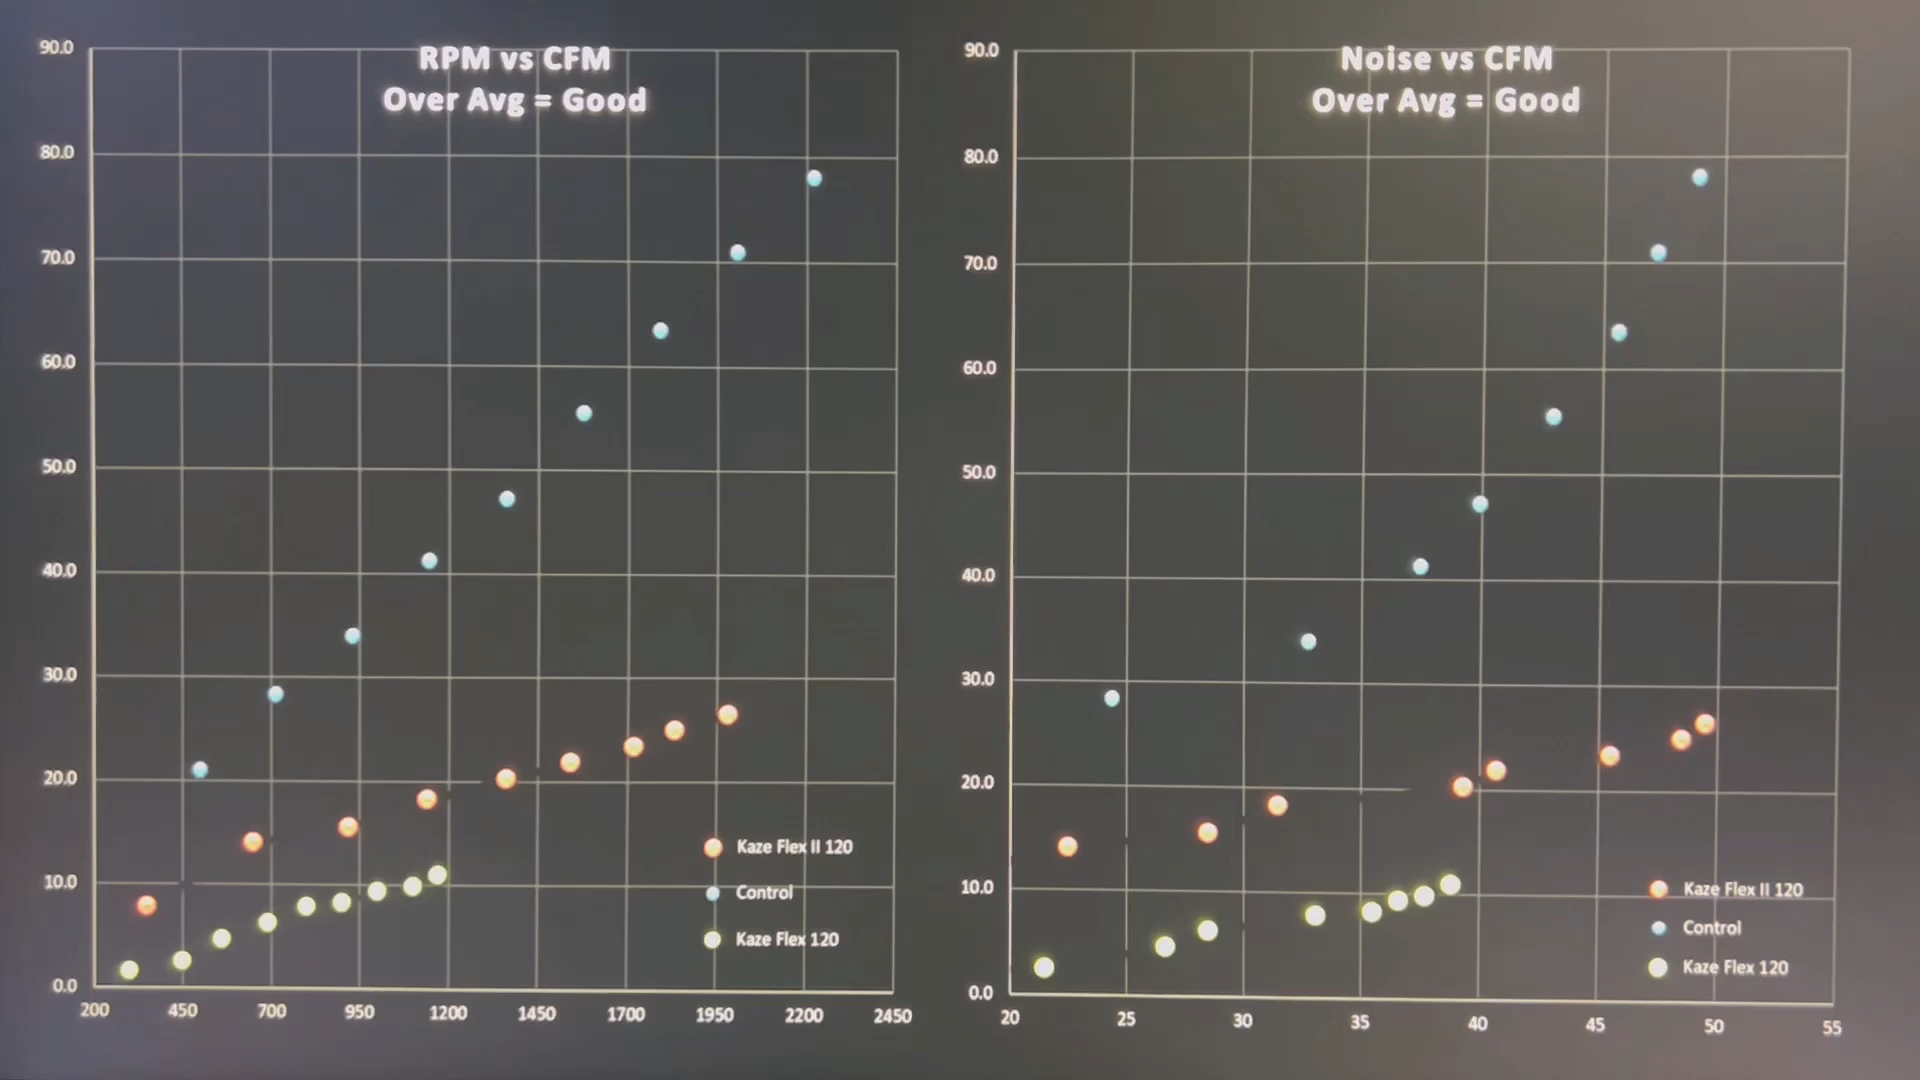 RPM vs CFM
Over Avg = Good
90.0
80.0
70.0
60.0
50.0
40.0
30.0
20.0
10.0
0.0
200 450 700 950 1200 1450 1700 1950 2200 2450
Kaze Flex II 120
Control
Kaze Flex 120
Noise vs CFM
Over Avg = Good
90.0
80.0
70.0
60.0
50.0
40.0
30.0
20.0
10.0
0.0
20 25 30 35 40 45 50 55
Kaze Flex II 120
Control
Kaze Flex 120